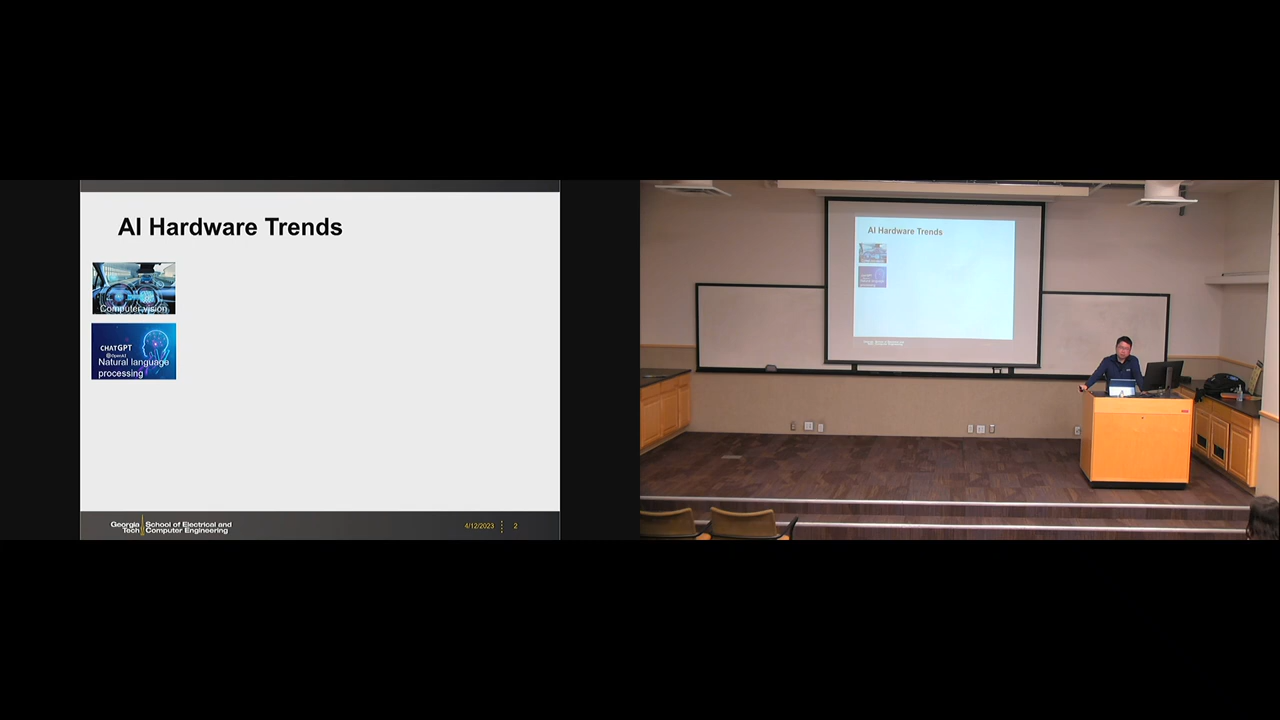 AI Hardware Trends
Computer vision
CHATGPT
@OpenAI
Natural language
processing
Georgia
Tech
School of Electrical and
Computer Engineering
4/12/2023
2
AI Hardware Trends